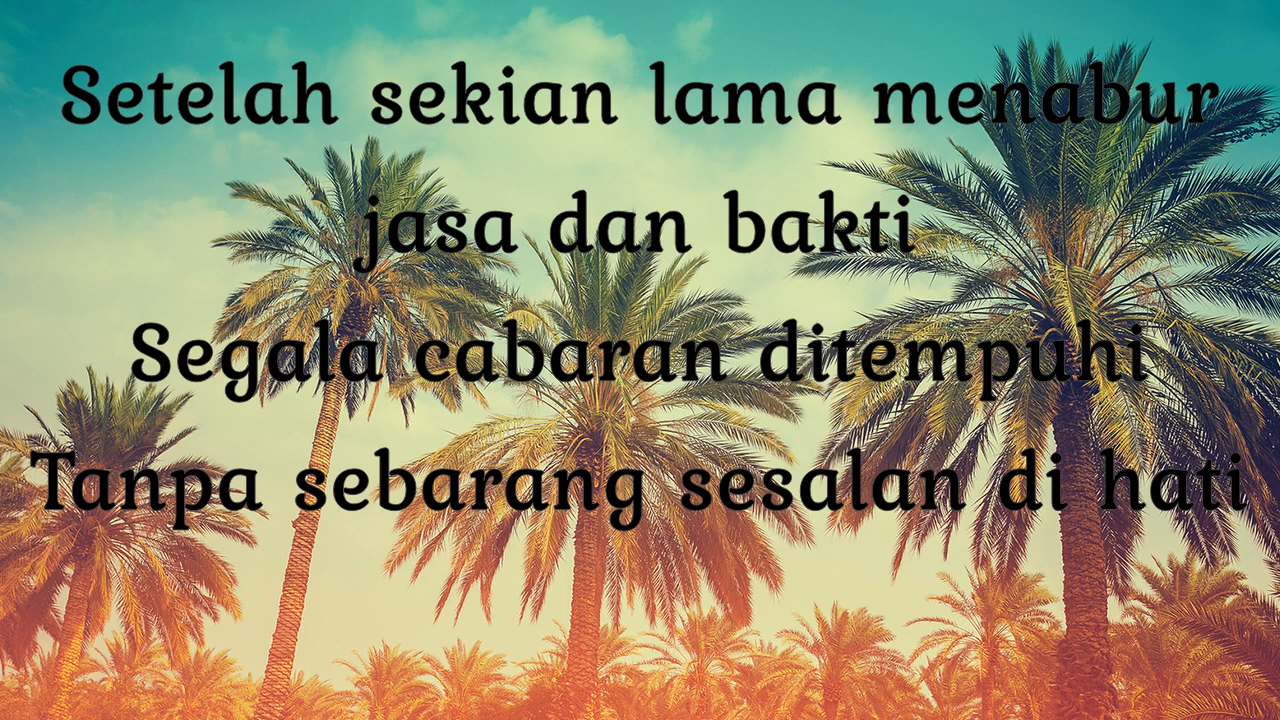 Setelah sekian lama menabur
jasa dan bakti
Segala cabaran ditempuhi
Tanpa sebarang sesalan di hati